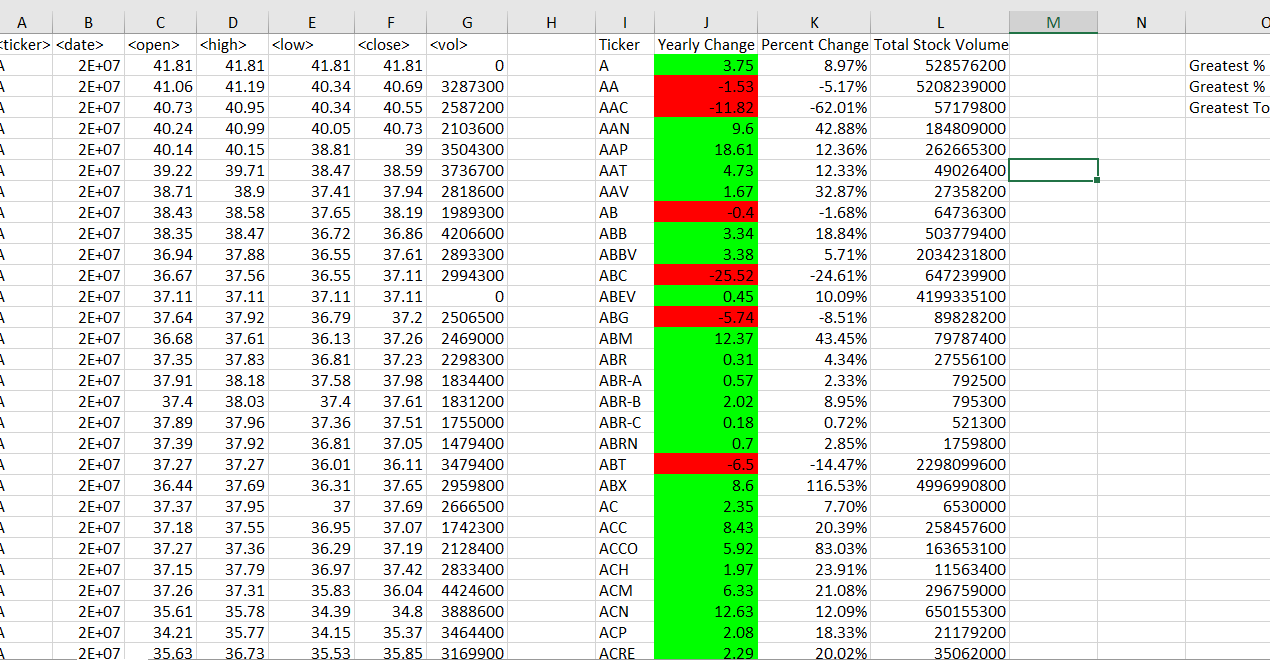 A B C D E F G H I J K L M N O
<ticker> <date> <open> <high> <low> <close> <vol> Ticker Yearly Change Percent Change Total Stock Volume
A 2E+07 41.81 41.81 41.81 41.81 0 A 3.75 8.97% 528576200 Greatest %
A 2E+07 41.06 41.19 40.34 40.69 3287300 AA -1.53 -5.17% 5208239000 Greatest %
A 2E+07 40.73 40.95 40.34 40.55 2587200 AAC -11.82 -62.01% 57179800 Greatest To
A 2E+07 40.24 40.99 40.05 40.73 2103600 AAN 9.6 42.88% 184809000
A 2E+07 40.14 40.15 38.81 39 3504300 AAP 18.61 12.36% 262665300
A 2E+07 39.22 39.71 38.47 38.59 3736700 AAT 4.73 12.33% 49026400
A 2E+07 38.71 38.9 37.41 37.94 2818600 AAV 1.67 32.87% 27358200
A 2E+07 38.43 38.58 37.65 38.19 1989300 AB -0.4 -1.68% 64736300
A 2E+07 38.35 38.47 36.72 36.86 4206600 ABB 3.34 18.84% 503779400
A 2E+07 36.94 37.88 36.55 37.61 2893300 ABBV 3.38 5.71% 2034231800
A 2E+07 36.67 37.56 36.55 37.11 2994300 ABC -25.52 -24.61% 647239900
A 2E+07 37.11 37.11 37.11 37.11 0 ABEV 0.45 10.09% 4199335100
A 2E+07 37.64 37.92 36.79 37.2 2506500 ABG -5.74 -8.51% 89828200
A 2E+07 36.68 37.61 36.13 37.26 2469000 ABM 12.37 43.45% 79787400
A 2E+07 37.35 37.83 36.81 37.23 2298300 ABR 0.31 4.34% 27556100
A 2E+07 37.91 38.18 37.58 37.98 1834400 ABR-A 0.57 2.33% 792500
A 2E+07 37.4 38.03 37.4 37.61 1831200 ABR-B 2.02 8.95% 795300
A 2E+07 37.89 37.96 37.36 37.51 1755000 ABR-C 0.18 0.72% 521300
A 2E+07 37.39 37.92 36.81 37.05 1479400 ABRN 0.7 2.85% 1759800
A 2E+07 37.27 37.27 36.01 36.11 3479400 ABT -6.5 -14.47% 2298099600
A 2E+07 36.44 37.69 36.31 37.65 2959800 ABX 8.6 116.53% 4996990800
A 2E+07 37.37 37.95 37 37.69 2666500 AC 2.35 7.70% 6530000
A 2E+07 37.18 37.55 36.95 37.07 1742300 ACC 8.43 20.39% 258457600
A 2E+07 37.27 37.36 36.29 37.19 2128400 ACCO 5.92 83.03% 163653100
A 2E+07 37.15 37.79 36.97 37.42 2833400 ACH 1.97 23.91% 11563400
A 2E+07 37.26 37.31 35.83 36.04 4424600 ACM 6.33 21.08% 296759000
A 2E+07 35.61 35.78 34.39 34.8 3888600 ACN 12.63 12.09% 650155300
A 2E+07 34.21 35.77 34.15 35.37 3464400 ACP 2.08 18.33% 21179200
A 2E+07 35.63 36.73 35.53 35.85 3169900 ACRE 2.29 20.02% 35062000